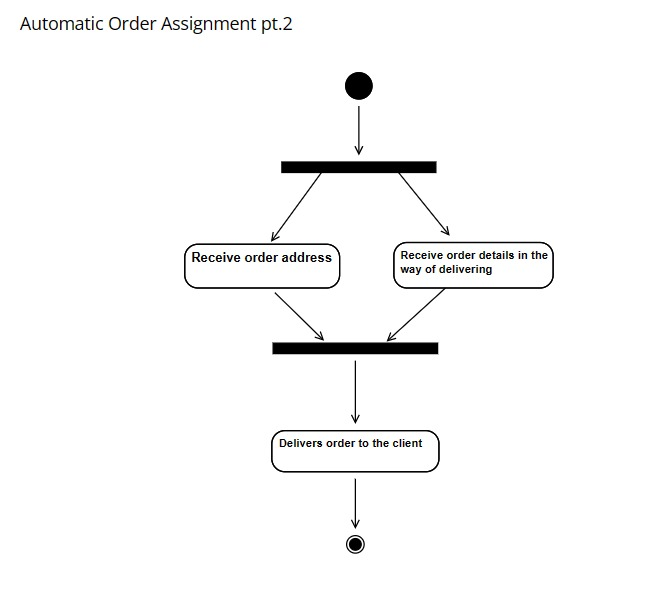 Automatic Order Assignment pt.2
Receive order address
Receive order details in the
way of delivering
Delivers order to the client